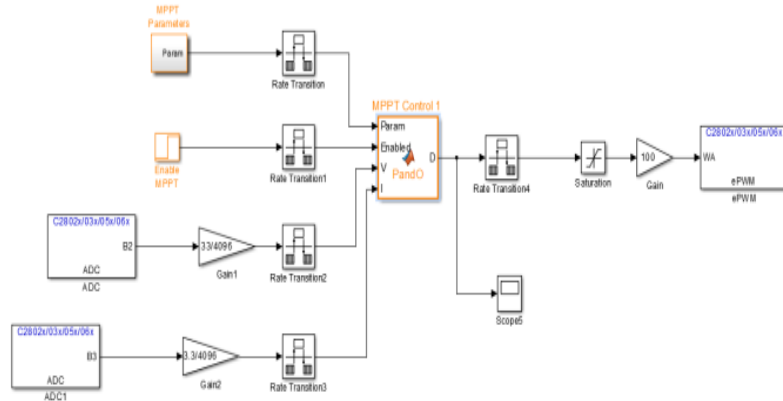 MPPT
Parameters
Param
Rate Transition
MPPT Control 1
Param
Enabled
V
I
D
PandO
Enable
MPPT
Rate Transition1
C2802x/03x/05x/06x
B2
ADC
ADC
33/4096
Gain1
Rate Transition2
C2802x/03x/05x/06x
B3
ADC
ADC1
3.3/4096
Gain2
Rate Transition3
Rate Transition4
Saturation
100
Gain
C2802x/03x/05x/06x
WA
ePWM
ePWM
Scope5